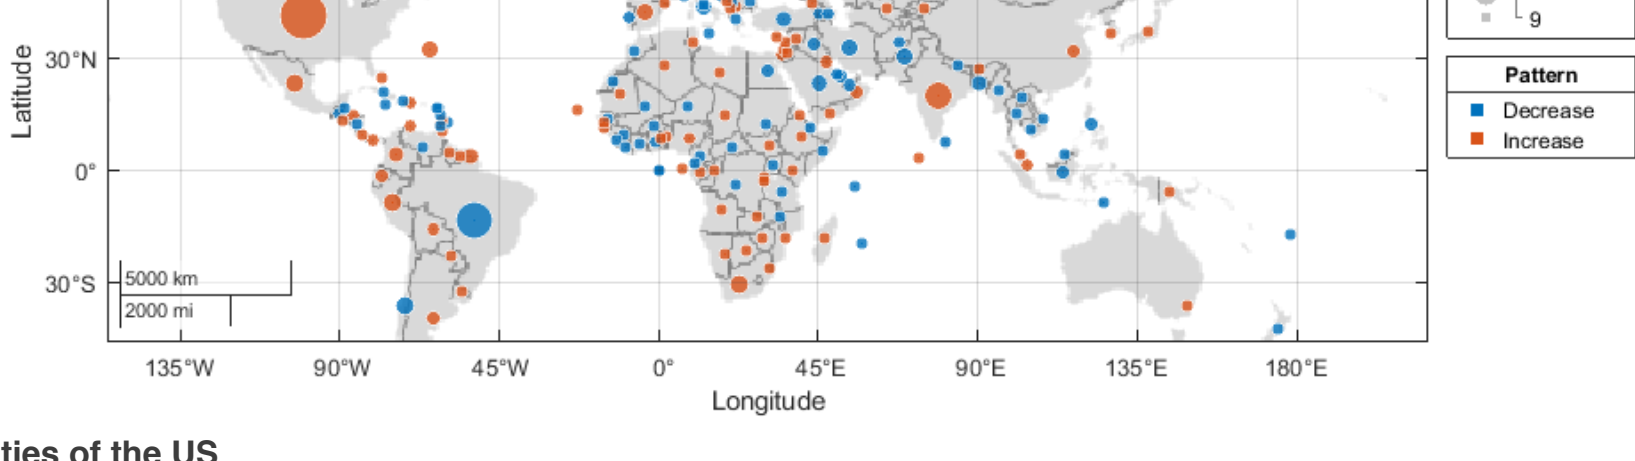 9
Pattern
Decrease
Increase
Latitude
30°N
0°
30°S
5000 km
2000 mi
135°W
90°W
45°W
0°
45°E
90°E
135°E
180°E
Longitude
ties of the US